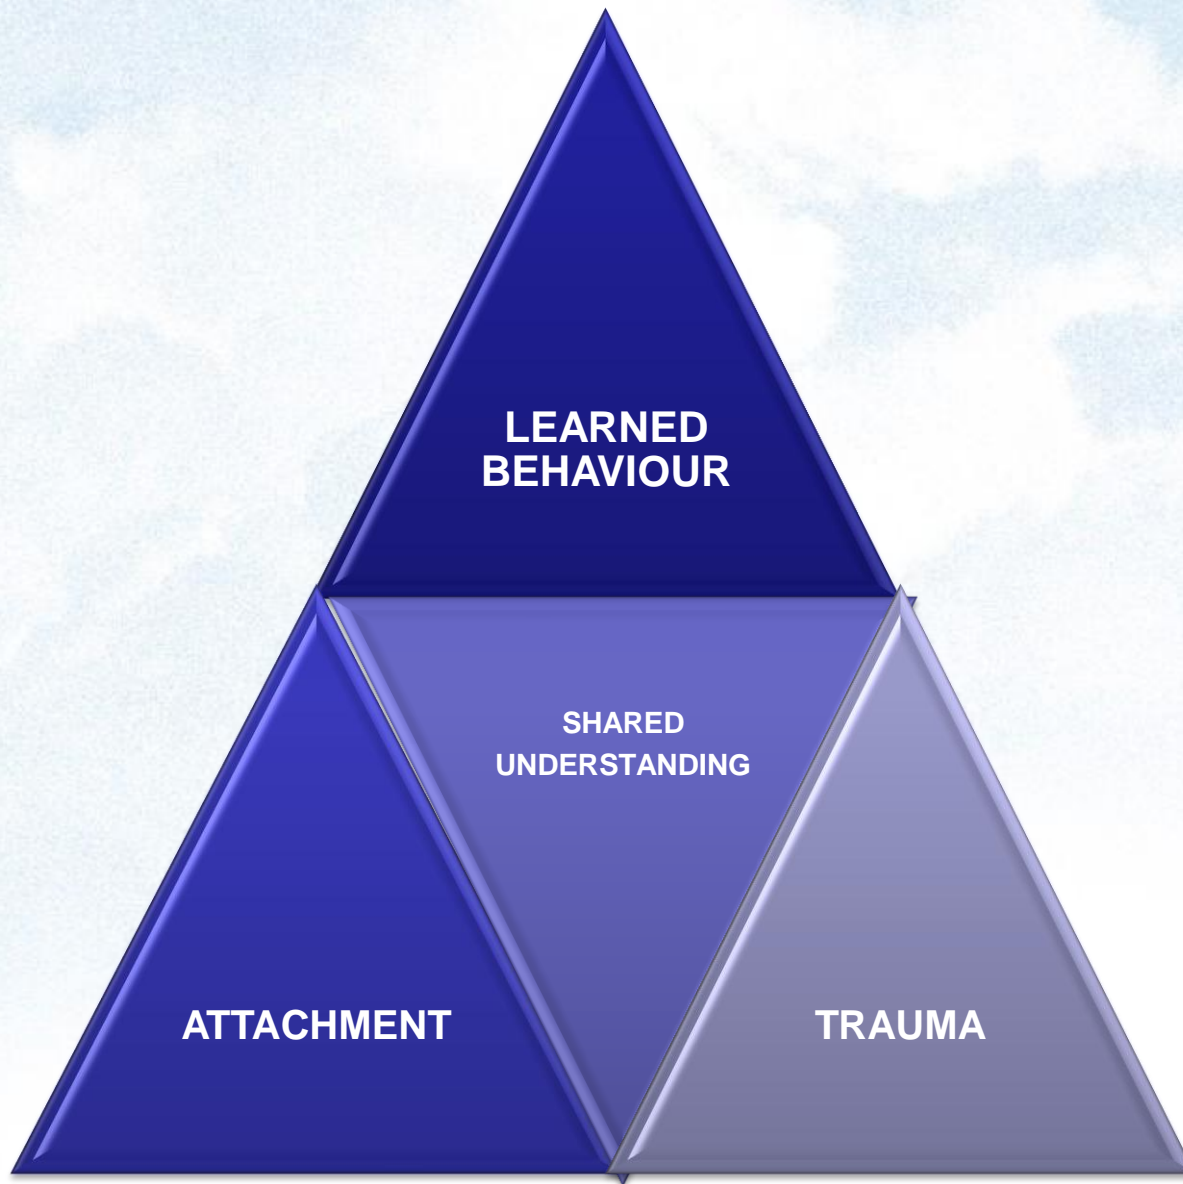 LEARNED
BEHAVIOUR
SHARED
UNDERSTANDING
ATTACHMENT
TRAUMA